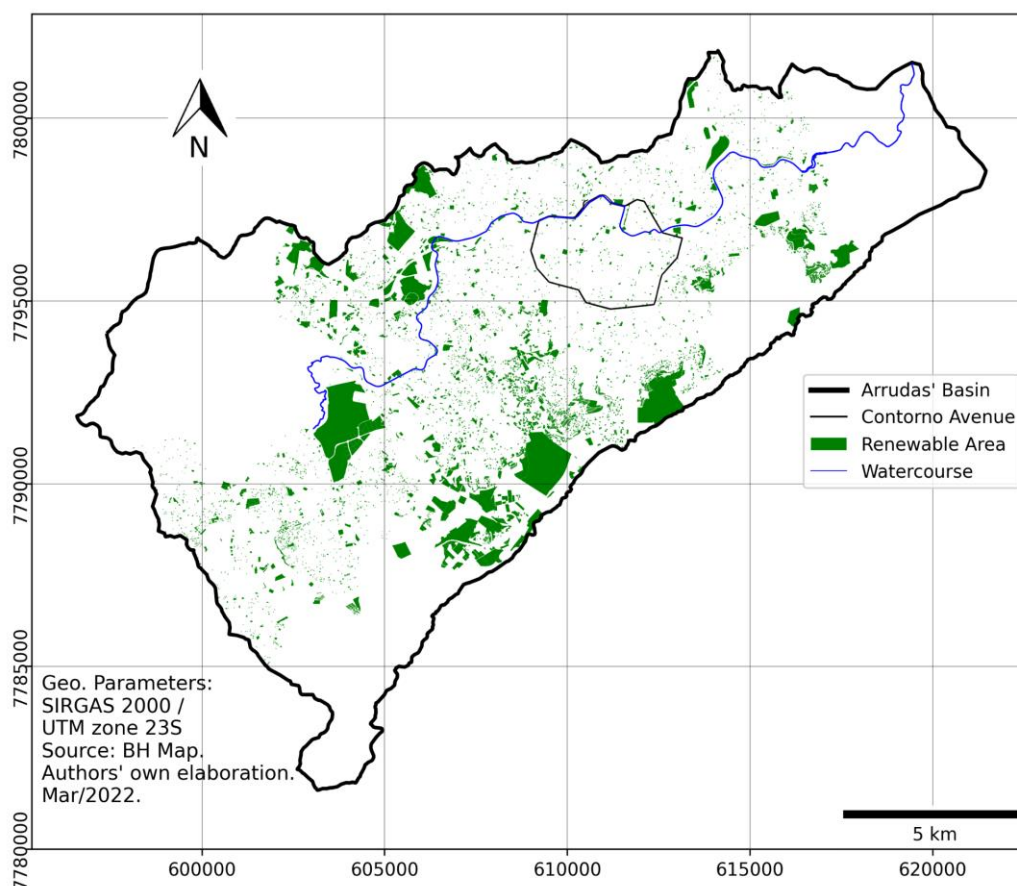 7800000
7795000
7790000
7785000
7780000
N
Arrudas' Basin
Contorno Avenue
Renewable Area
Watercourse
Geo. Parameters:
SIRGAS 2000 /
UTM zone 23S
Source: BH Map.
Authors' own elaboration.
Mar/2022.
5 km
600000
605000
610000
615000
620000